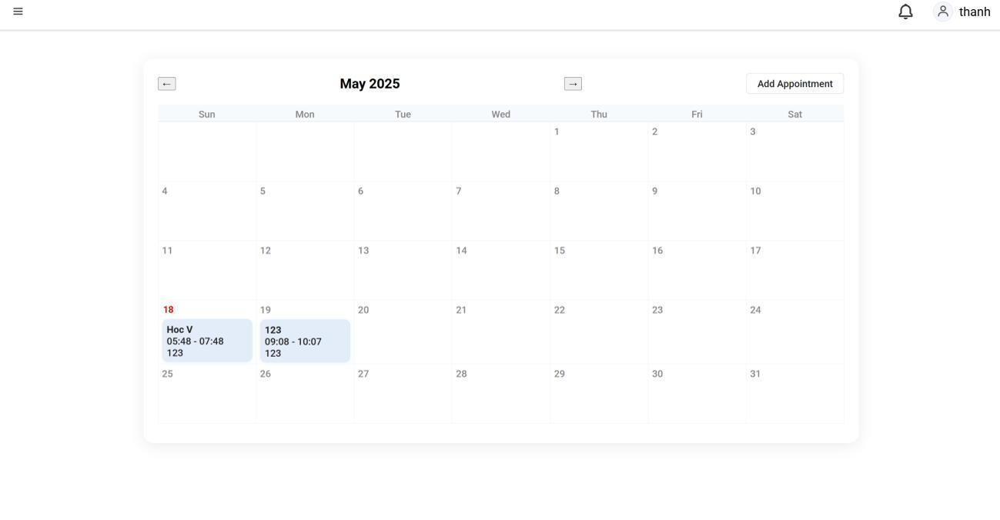 thanh
← May 2025 → Add Appointment
Sun Mon Tue Wed Thu Fri Sat
1 2 3
4 5 6 7 8 9 10
11 12 13 14 15 16 17
18 19 20 21 22 23 24
Hoc V 123
05:48 - 07:48 09:08 - 10:07
123 123
25 26 27 28 29 30 31